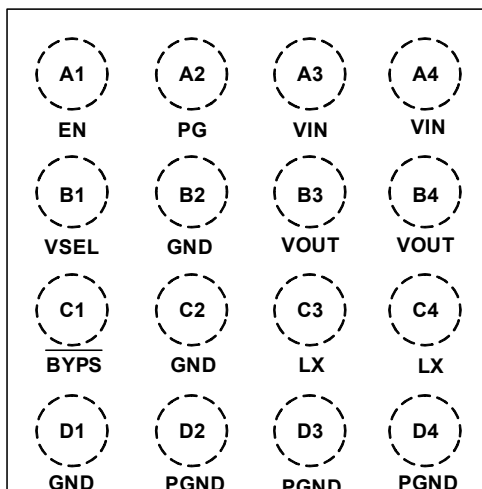 A1 A2 A3 A4
EN PG VIN VIN
B1 B2 B3 B4
VSEL GND VOUT VOUT
C1 C2 C3 C4
BYPS GND LX LX
D1 D2 D3 D4
GND PGND PGND PGND